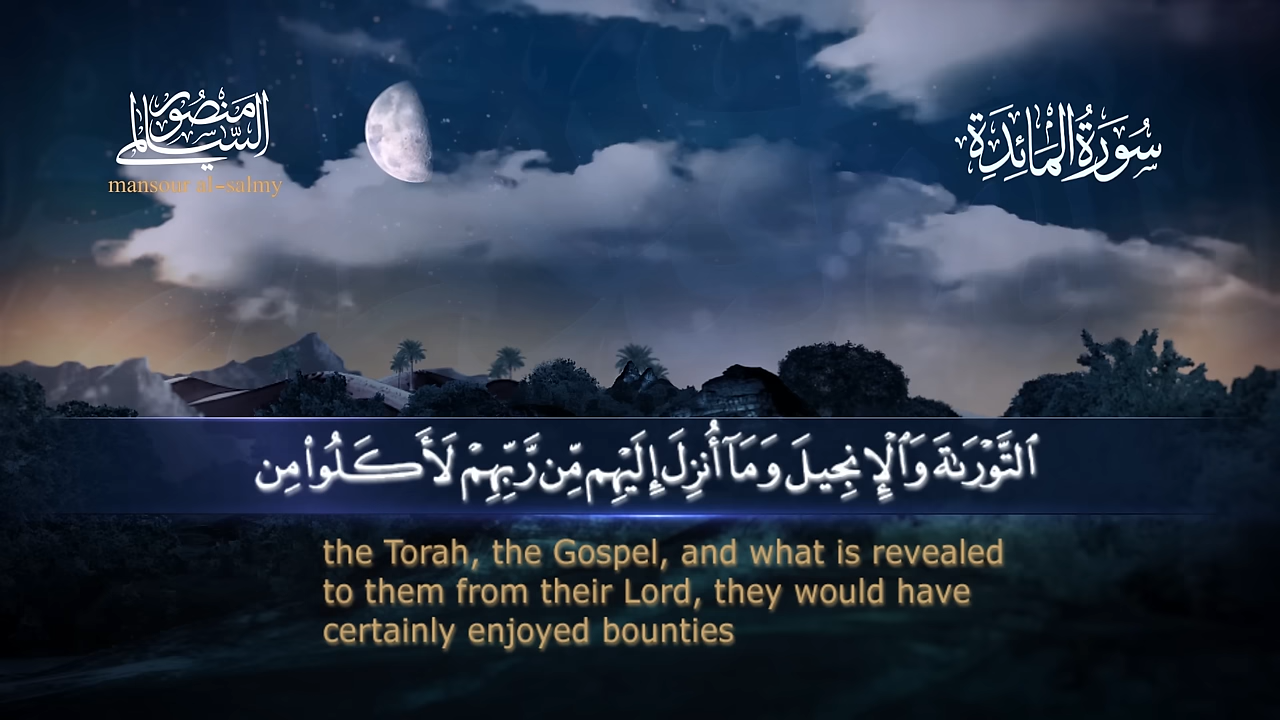 منصور السالمي
mansour al-salmy
سُورَةُ المَائِدَةِ
ٱلتَّوْرَىٰةَ وَٱلْإِنجِيلَ وَمَآ أُنزِلَ إِلَيْهِم مِّن رَّبِّهِمْ لَأَكَلُوا۟ مِن
the Torah, the Gospel, and what is revealed
to them from their Lord, they would have
certainly enjoyed bounties